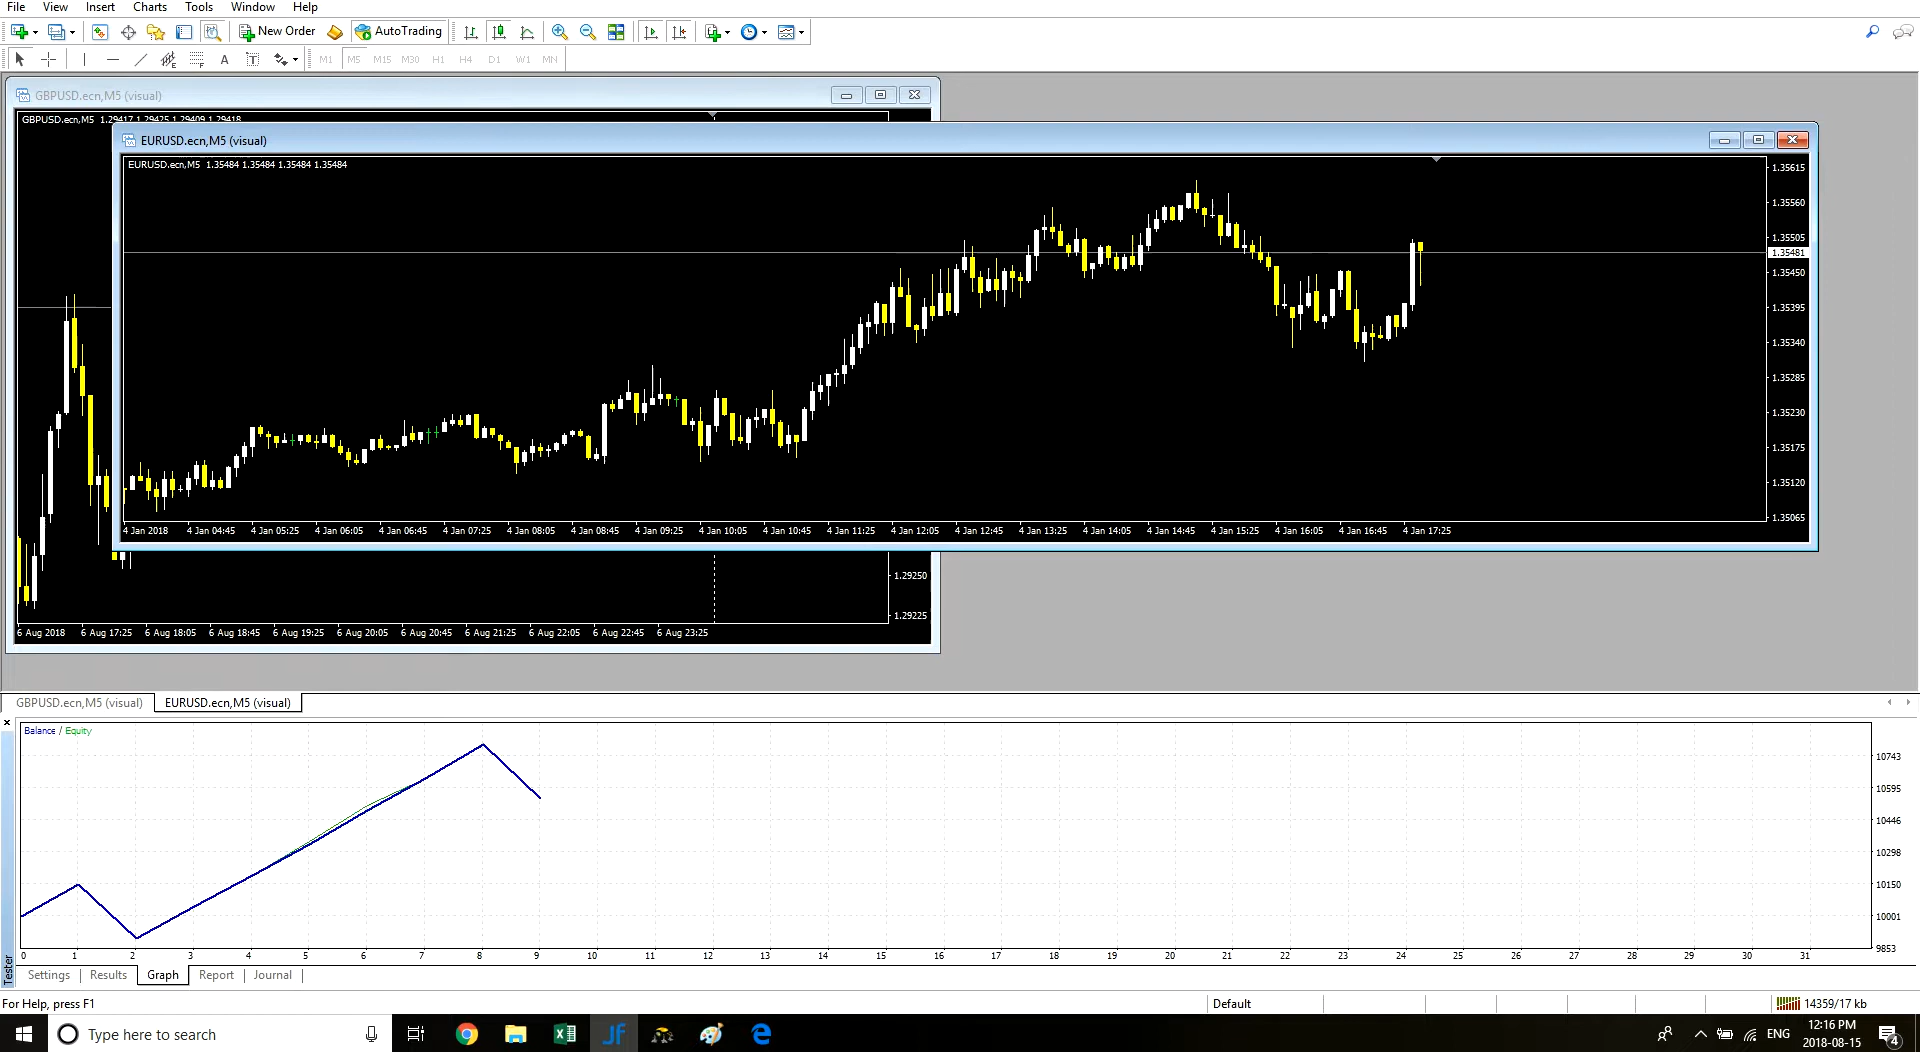 File View Insert Charts Tools Window Help
New Order AutoTrading
A T M1 M5 M15 M30 H1 H4 D1 W1 MN
GBPUSD.ecn,M5 (visual)
GBPUSD.ecn,M5 1.29417 1.29425 1.29409 1.29418
EURUSD.ecn,M5 (visual)
EURUSD.ecn,M5 1.35484 1.35484 1.35484 1.35484
1.35615
1.35560
1.35505
1.35481
1.35450
1.35395
1.35340
1.35285
1.35230
1.35175
1.35120
1.35065
4 Jan 2018 4 Jan 04:45 4 Jan 05:25 4 Jan 06:05 4 Jan 06:45 4 Jan 07:25 4 Jan 08:05 4 Jan 08:45 4 Jan 09:25 4 Jan 10:05 4 Jan 10:45 4 Jan 11:25 4 Jan 12:05 4 Jan 12:45 4 Jan 13:25 4 Jan 14:05 4 Jan 14:45 4 Jan 15:25 4 Jan 16:05 4 Jan 16:45 4 Jan 17:25
1.29250
1.29225
6 Aug 2018 6 Aug 17:25 6 Aug 18:05 6 Aug 18:45 6 Aug 19:25 6 Aug 20:05 6 Aug 20:45 6 Aug 21:25 6 Aug 22:05 6 Aug 22:45 6 Aug 23:25
GBPUSD.ecn,M5 (visual) EURUSD.ecn,M5 (visual)
Balance / Equity
10743
10595
10446
10298
10150
10001
9853
0 1 2 3 4 5 6 7 8 9 10 11 12 13 14 15 16 17 18 19 20 21 22 23 24 25 26 27 28 29 30 31
Tester
Settings Results Graph Report Journal
For Help, press F1 Default 14359/17 kb
Type here to search ENG 12:16 PM
2018-08-15 4